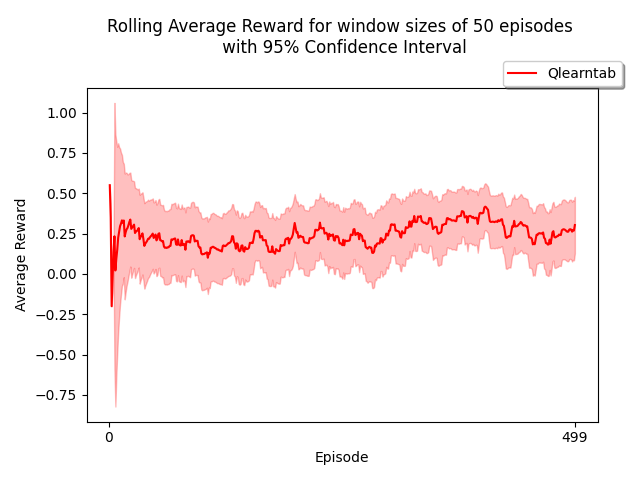 Rolling Average Reward for window sizes of 50 episodes
with 95% Confidence Interval
Qlearntab
1.00
0.75
0.50
0.25
0.00
−0.25
−0.50
−0.75
Average Reward
0
499
Episode